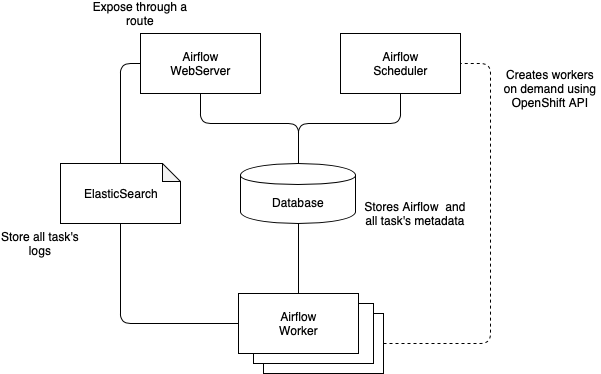 Expose through a
route
Airflow
WebServer
Airflow
Scheduler
Creates workers
on demand using
OpenShift API
ElasticSearch
Database
Stores Airflow and
all task's metadata
Store all task's
logs
Airflow
Worker